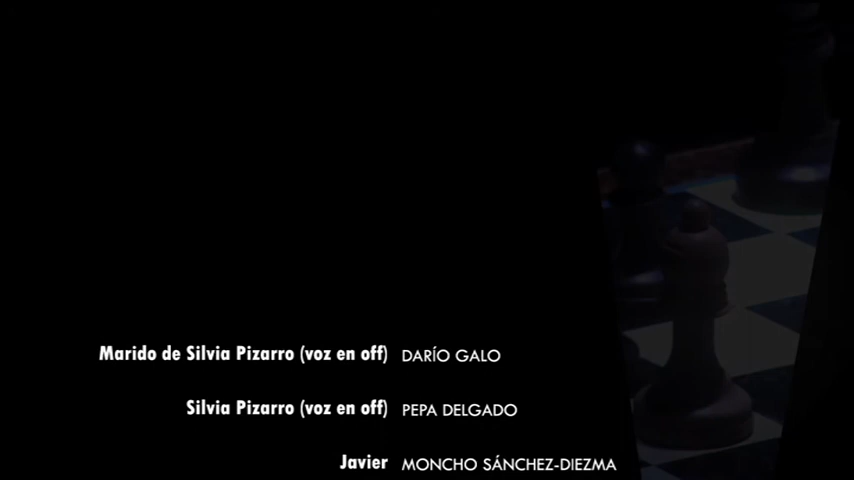 Marido de Silvia Pizarro (voz en off) DARÍO GALO
Silvia Pizarro (voz en off) PEPA DELGADO
Javier MONCHO SÁNCHEZ-DIEZMA